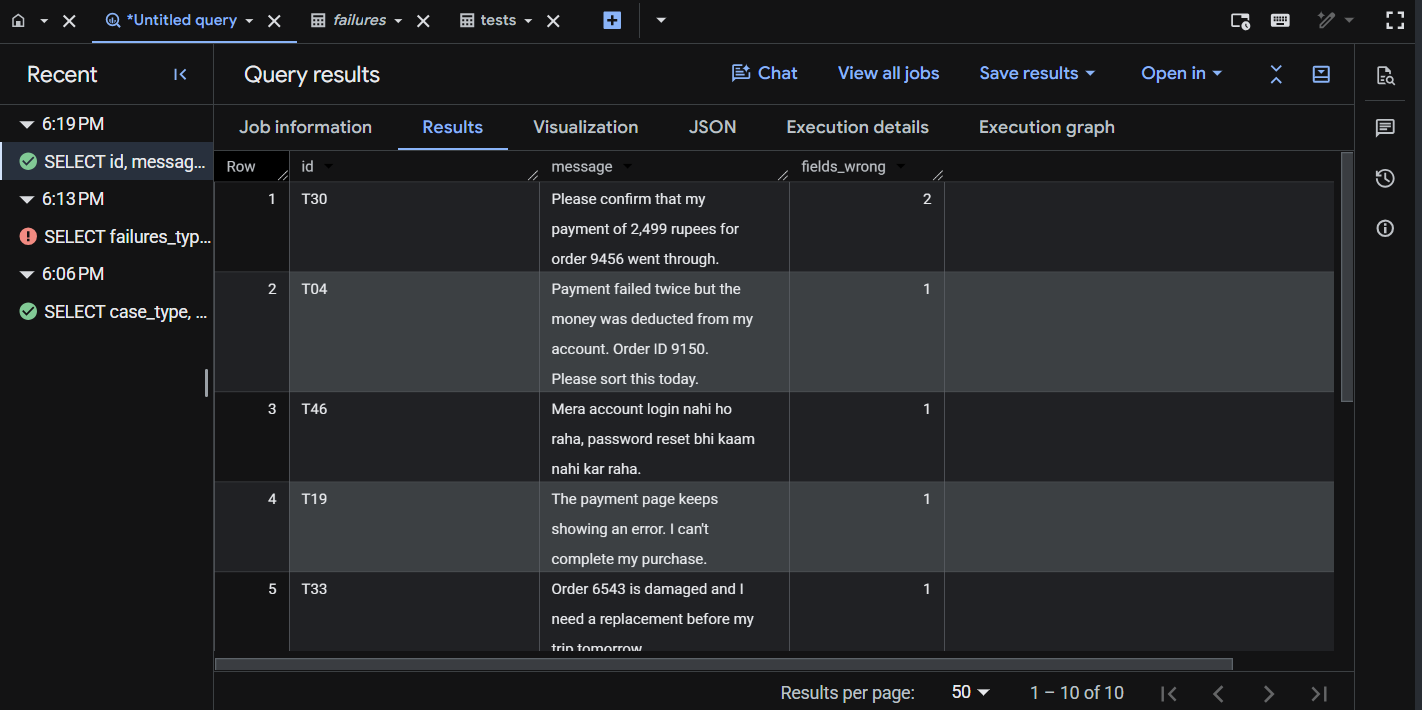 *Untitled query
failures
tests
Recent
Query results
Chat
View all jobs
Save results
Open in
6:19 PM
SELECT id, messag...
6:13 PM
SELECT failures_typ...
6:06 PM
SELECT case_type, ...
Job information
Results
Visualization
JSON
Execution details
Execution graph
Row
id
message
fields_wrong
1
T30
Please confirm that my
payment of 2,499 rupees for
order 9456 went through.
2
2
T04
Payment failed twice but the
money was deducted from my
account. Order ID 9150.
Please sort this today.
1
3
T46
Mera account login nahi ho
raha, password reset bhi kaam
nahi kar raha.
1
4
T19
The payment page keeps
showing an error. I can't
complete my purchase.
1
5
T33
Order 6543 is damaged and I
need a replacement before my
trip tomorrow
1
Results per page:
50
1 – 10 of 10